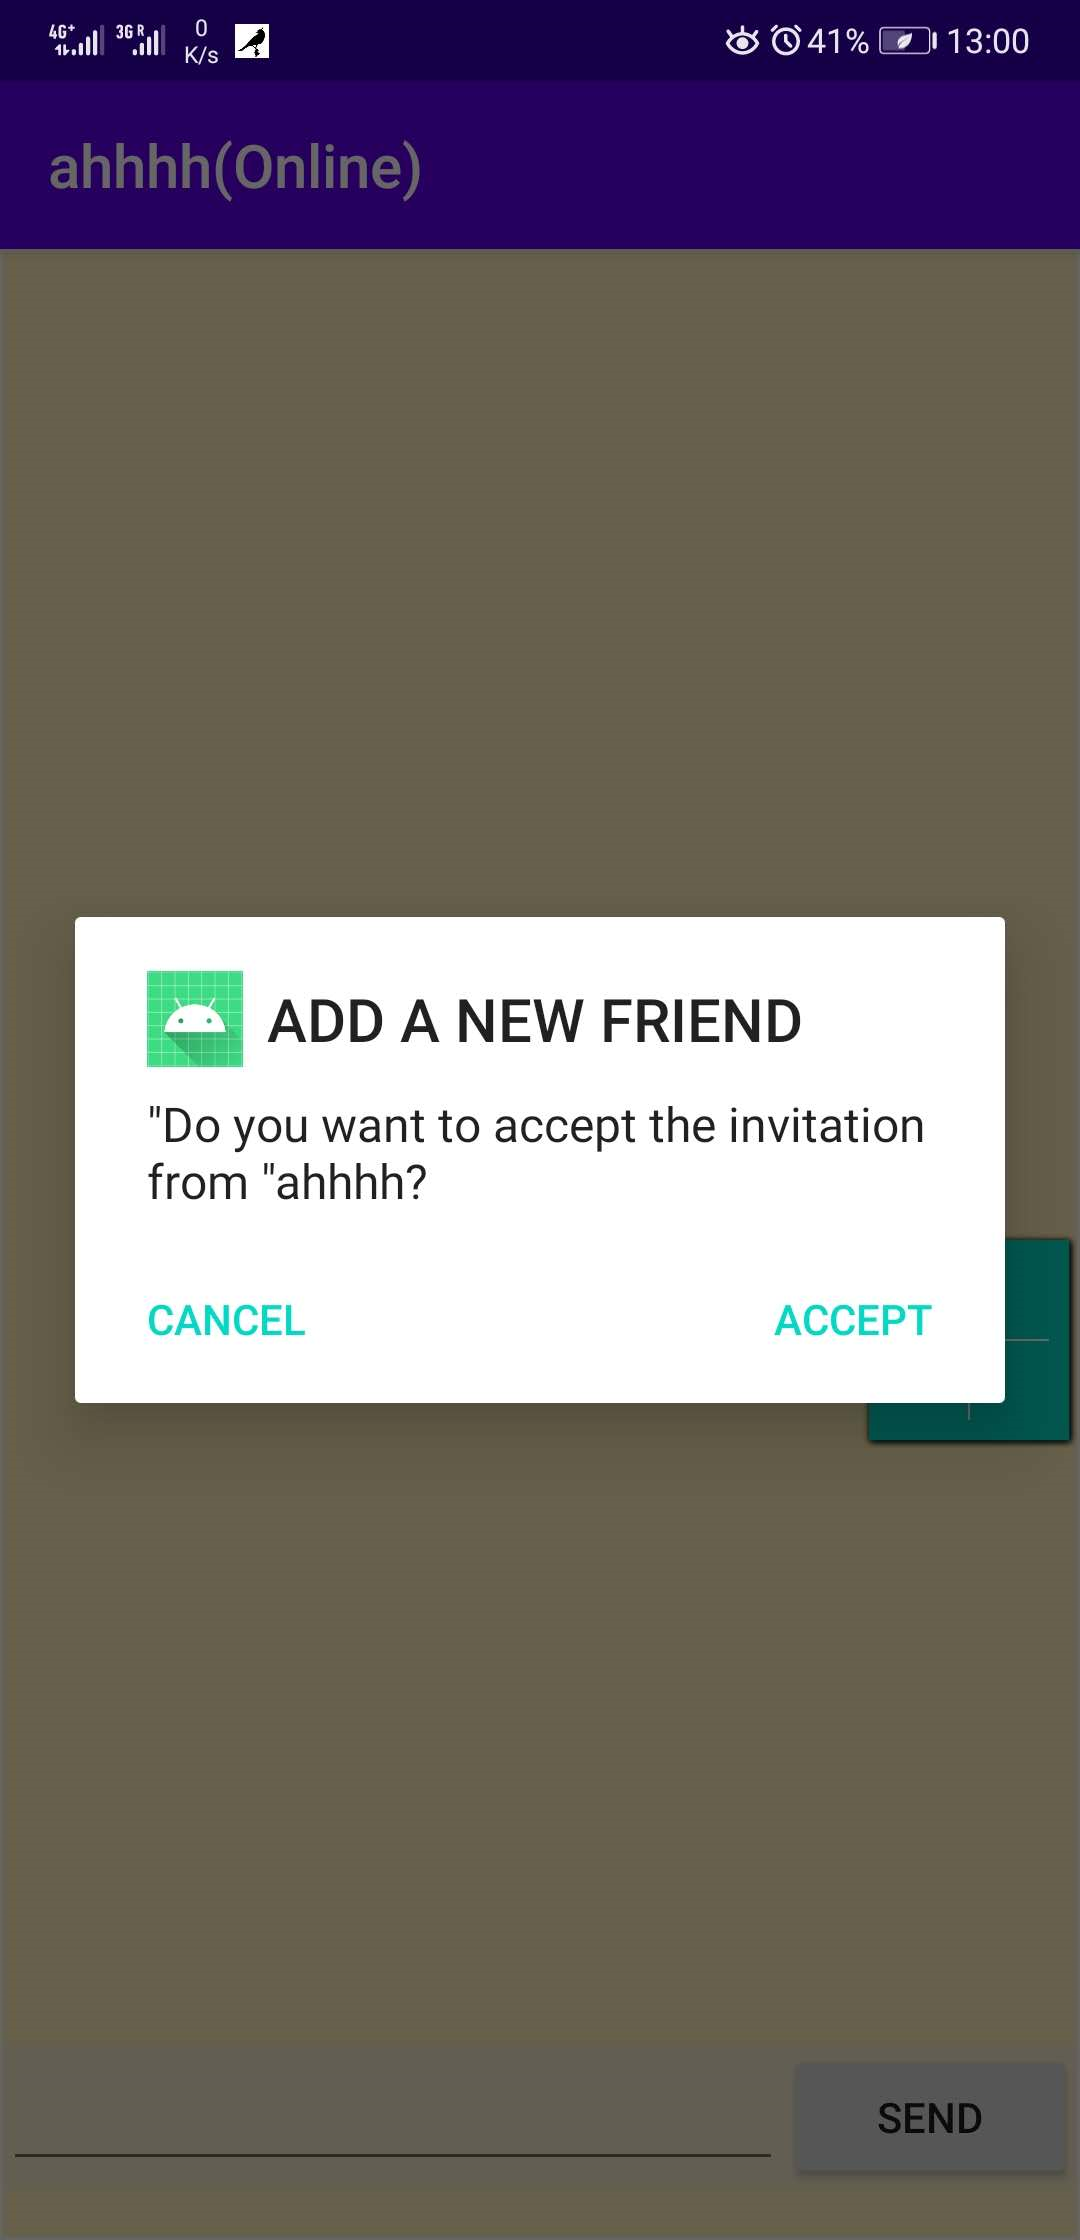 4G+ 3G R 0 K/s 41% 13:00
ahhhh(Online)
ADD A NEW FRIEND
"Do you want to accept the invitation
from "ahhhh?
CANCEL ACCEPT
SEND